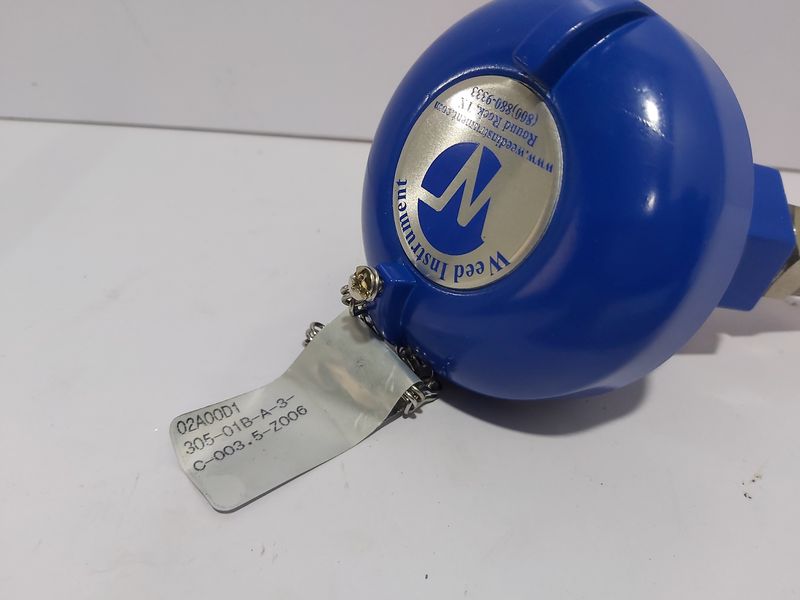 Weed Instrument
www.weedinstrument.com
Round Rock, TX
(800)880-9333
02A00D1
305-01B-A-3-
C-003.5-Z006